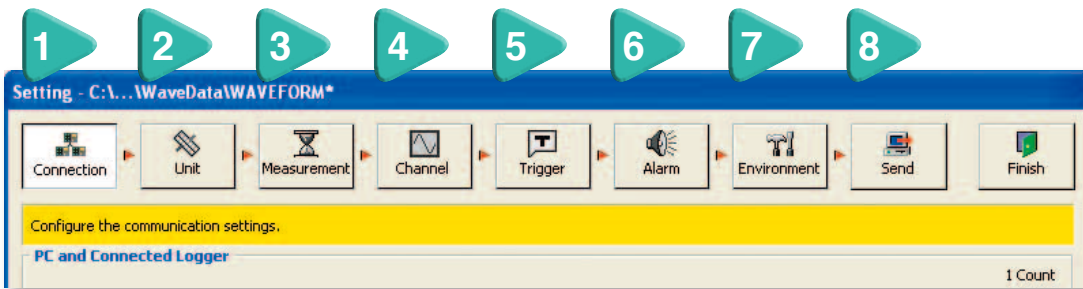 1 2 3 4 5 6 7 8
Setting - C:\...\WaveData\WAVEFORM*
Connection Unit Measurement Channel Trigger Alarm Environment Send Finish
Configure the communication settings.
PC and Connected Logger
1 Count